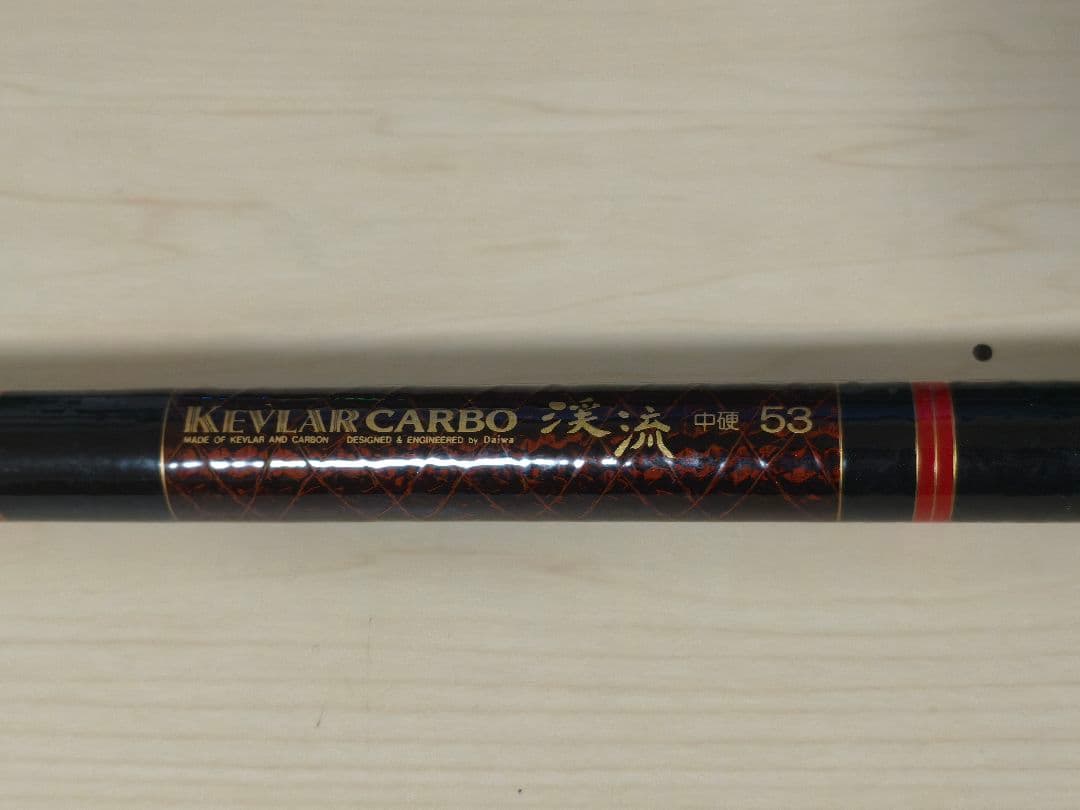 KEVLAR CARBO 渓流 中硬 53
MADE OF KEVLAR AND CARBON DESIGNED & ENGINEERED by Daiwa